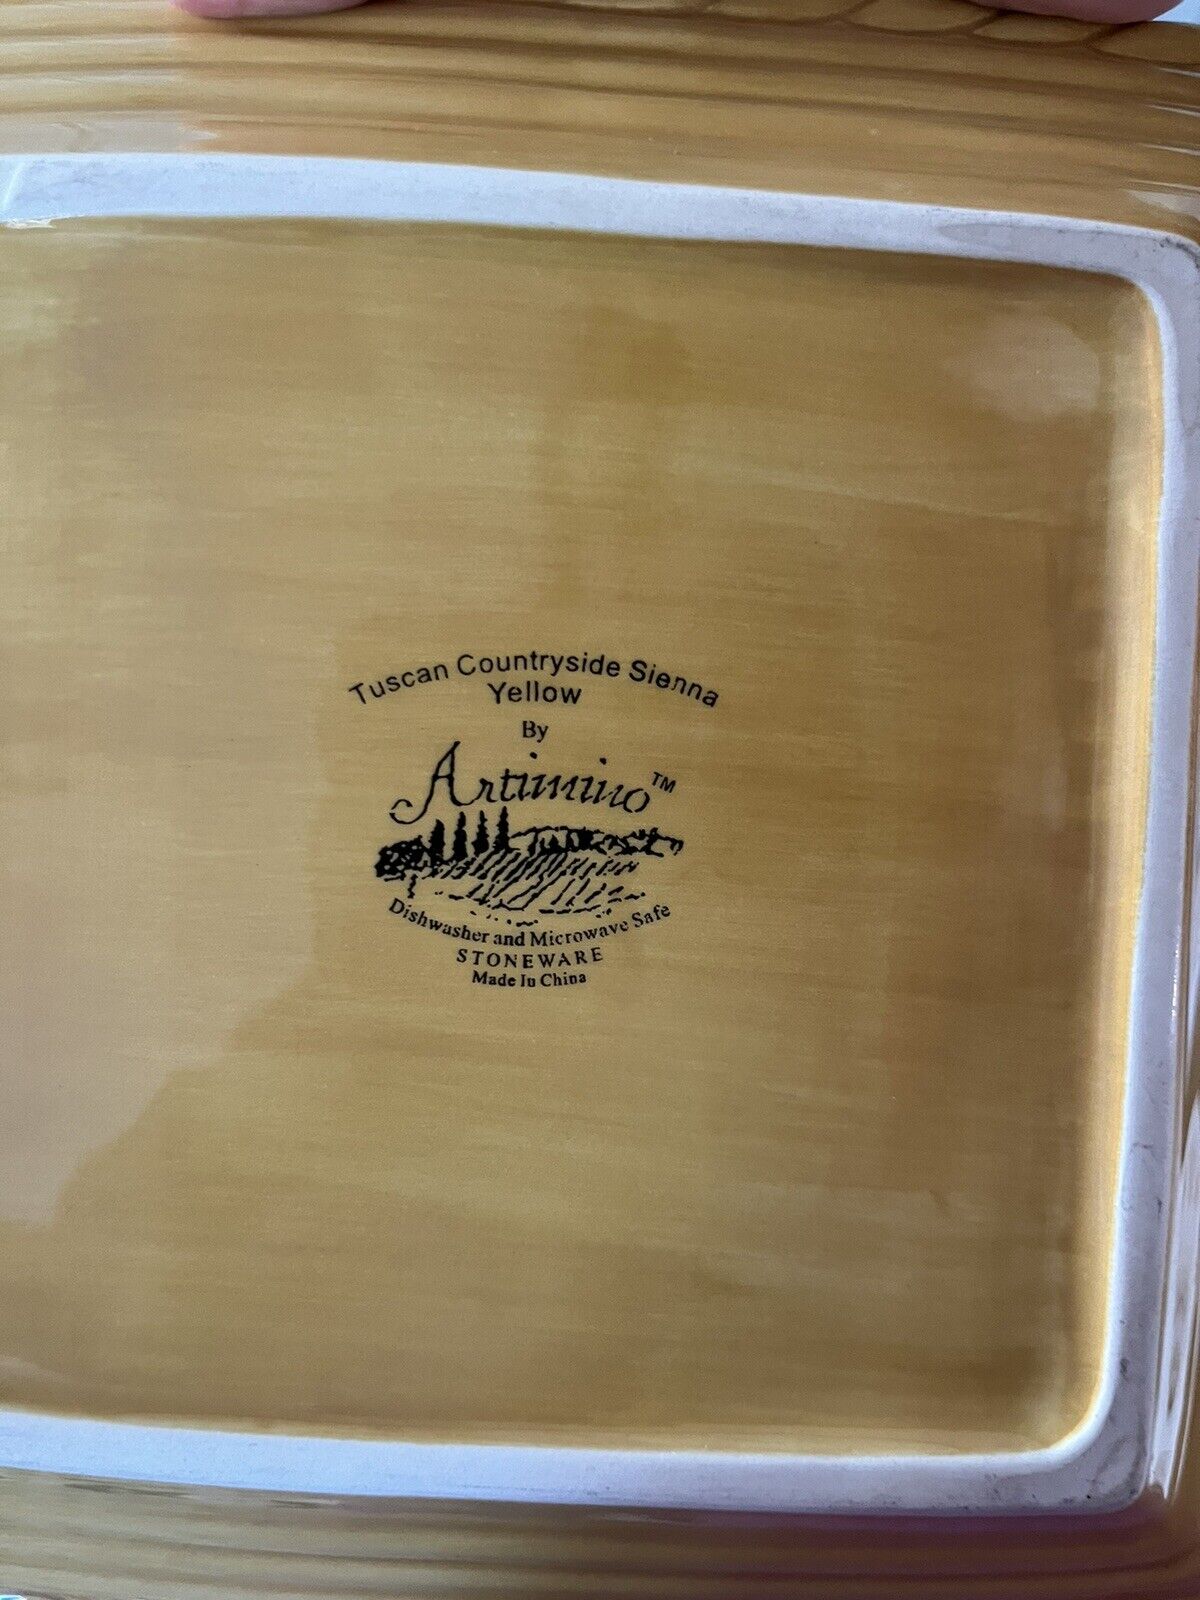 Tuscan Countryside Sienna
Yellow
By
Artimino™
Dishwasher and Microwave Safe
STONEWARE
Made In China